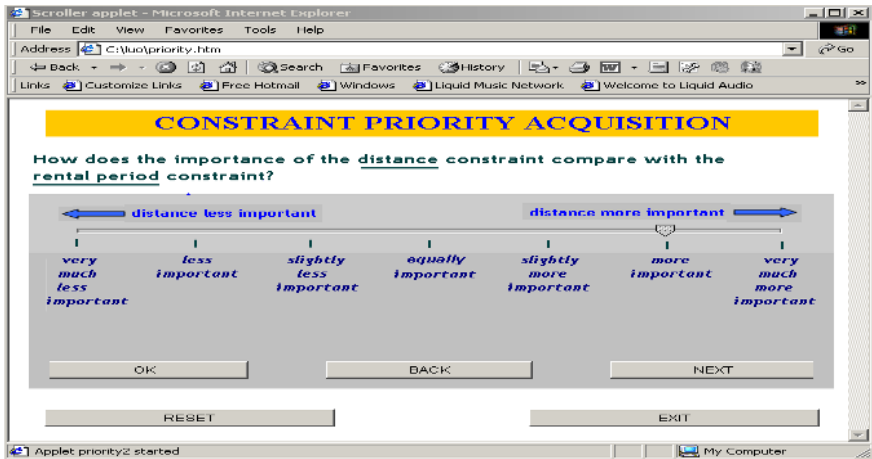 Scroller applet - Microsoft Internet Explorer
File Edit View Favorites Tools Help
Address C:\luo\priority.htm Go
Back Search Favorites History
Links Customize Links Free Hotmail Windows Liquid Music Network Welcome to Liquid Audio »
CONSTRAINT PRIORITY ACQUISITION
How does the importance of the distance constraint compare with the
rental period constraint?
distance less important distance more important
very much less important
less important
slightly less important
equally important
slightly more important
more important
very much more important
OK BACK NEXT
RESET EXIT
Applet priority2 started My Computer